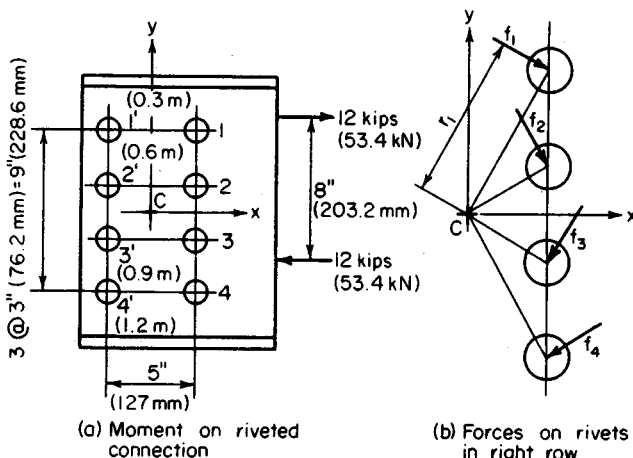 y
(0.3 m)
1'
1
(0.6 m)
2'
2
C
x
3'
3
(0.9 m)
4'
4
(1.2 m)
3 @ 3" (76.2 mm) = 9" (228.6 mm)
5"
(127 mm)
12 kips
(53.4 kN)
8"
(203.2 mm)
12 kips
(53.4 kN)
(a) Moment on riveted
connection
y
f1
f2
r1
C
x
f3
f4
(b) Forces on rivets
in right row